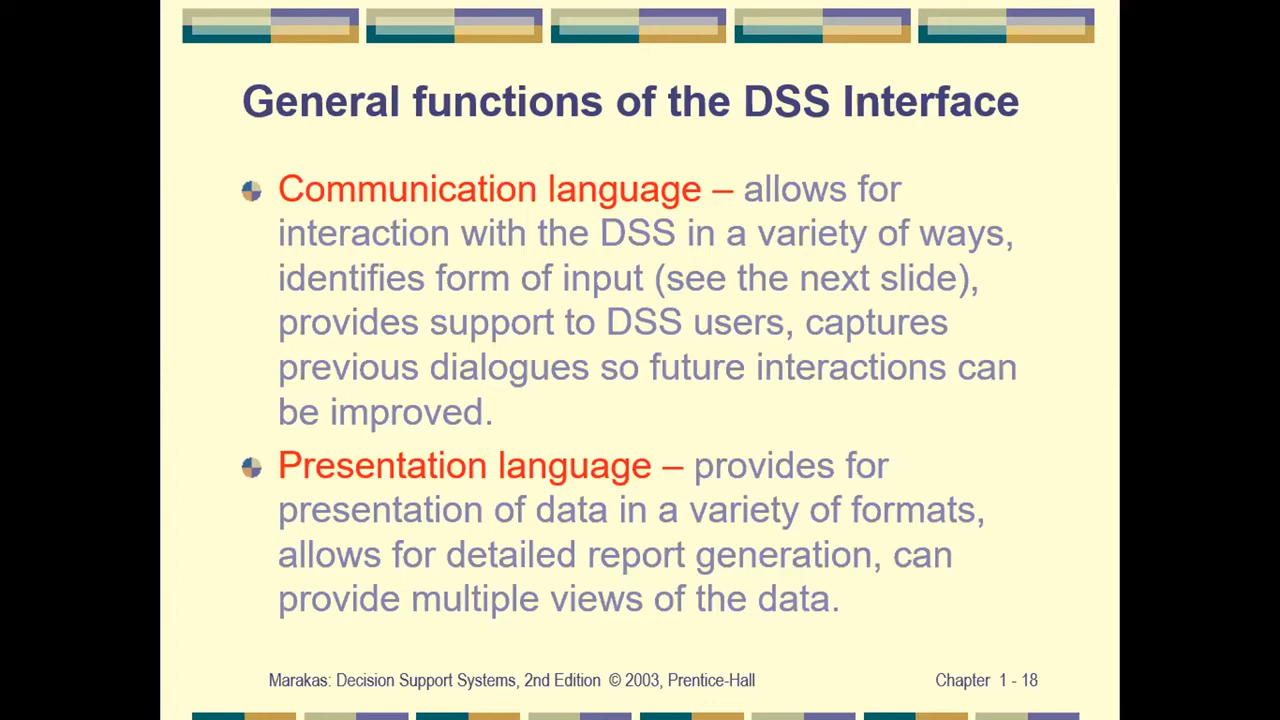 General functions of the DSS Interface
Communication language – allows for
interaction with the DSS in a variety of ways,
identifies form of input (see the next slide),
provides support to DSS users, captures
previous dialogues so future interactions can
be improved.
Presentation language – provides for
presentation of data in a variety of formats,
allows for detailed report generation, can
provide multiple views of the data.
Marakas: Decision Support Systems, 2nd Edition © 2003, Prentice-Hall
Chapter 1 - 18